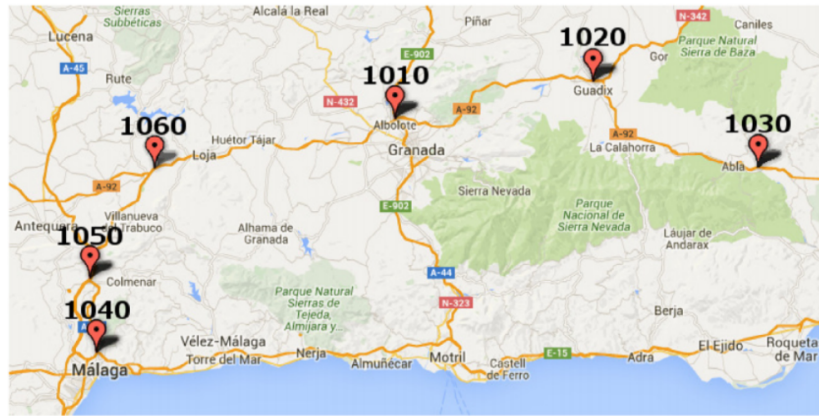 Sierras
Subbéticas
Alcalá la Real
Piñar
N-342
Caniles
Lucena
1020
Parque Natural
Sierra de Baza
E-902
Gor
A-45
1010
Rute
Guadix
N-432
A-92
1060
Albolote
1030
Huétor Tájar
A-92
Loja
Granada
La Calahorra
Abla
A-92
Sierra Nevada
E-902
Parque
Nacional de
Sierra Nevada
Villanueva
del Trabuco
Antequera
Alhama de
Granada
Láujar de
Andarax
1050
A-44
Colmenar
Parque Natural
Sierras de
Tejeda,
Almijara y...
N-323
1040
Berja
Vélez-Málaga
Torre del Mar
Nerja
Almuñécar
Motril
Castell
de Ferro
E-15
Adra
El Ejido
Roquetas
de Mar
Málaga